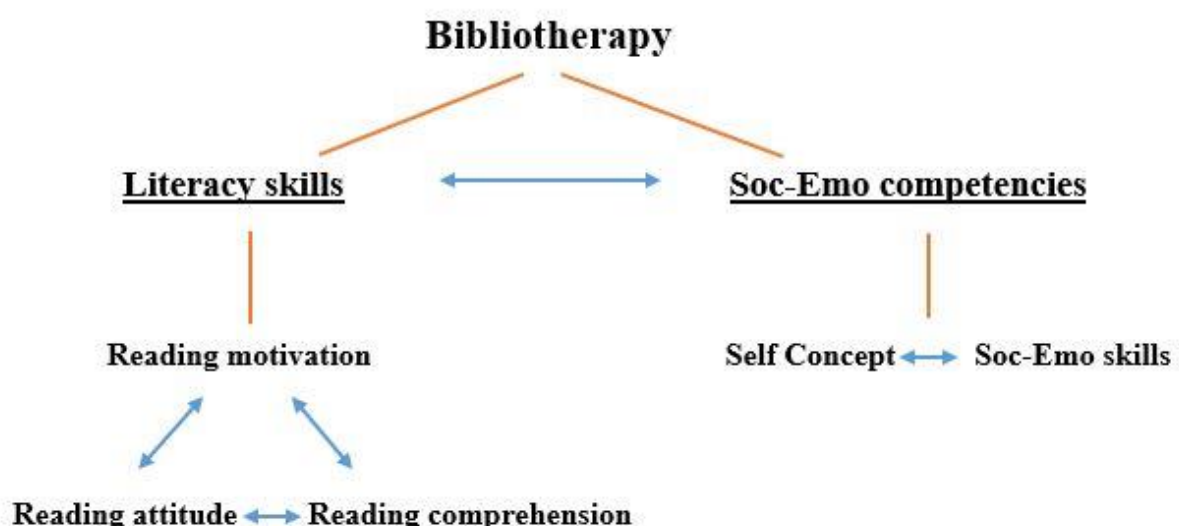 Bibliotherapy
Literacy skills
Soc-Emo competencies
Reading motivation
Self Concept
Soc-Emo skills
Reading attitude
Reading comprehension